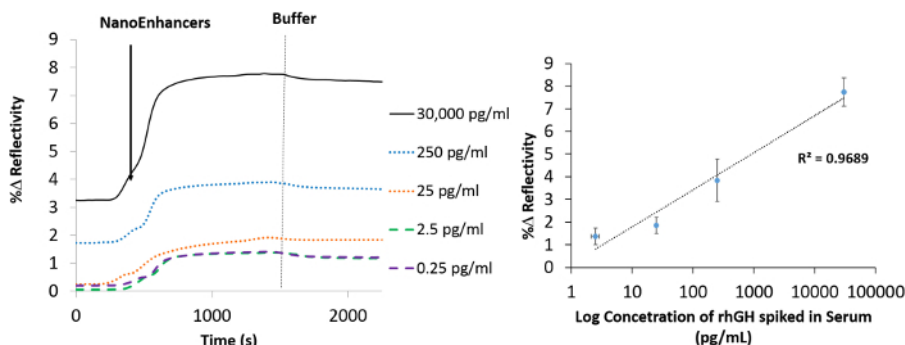 NanoEnhancers
Buffer
9
8
7
6
5
4
3
2
1
0
%Δ Reflectivity
0
1000
2000
Time (s)
30,000 pg/ml
250 pg/ml
25 pg/ml
2.5 pg/ml
0.25 pg/ml
9
8
7
6
5
4
3
2
1
0
%Δ Reflectivity
R² = 0.9689
1
10
100
1000
10000
100000
Log Concetration of rhGH spiked in Serum
(pg/mL)